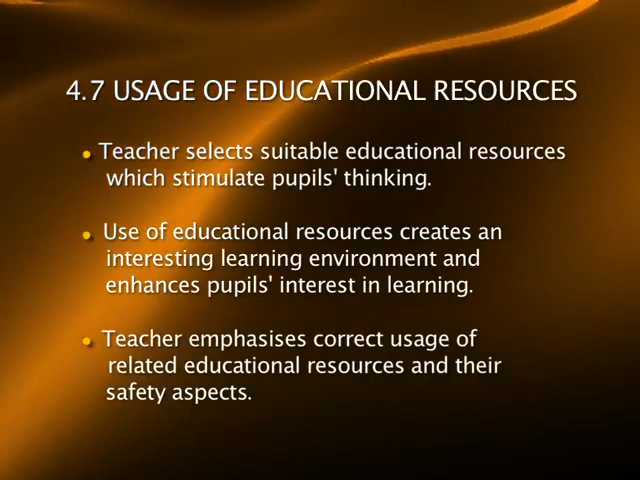 4.7 USAGE OF EDUCATIONAL RESOURCES
• Teacher selects suitable educational resources
which stimulate pupils' thinking.
• Use of educational resources creates an
interesting learning environment and
enhances pupils' interest in learning.
• Teacher emphasises correct usage of
related educational resources and their
safety aspects.